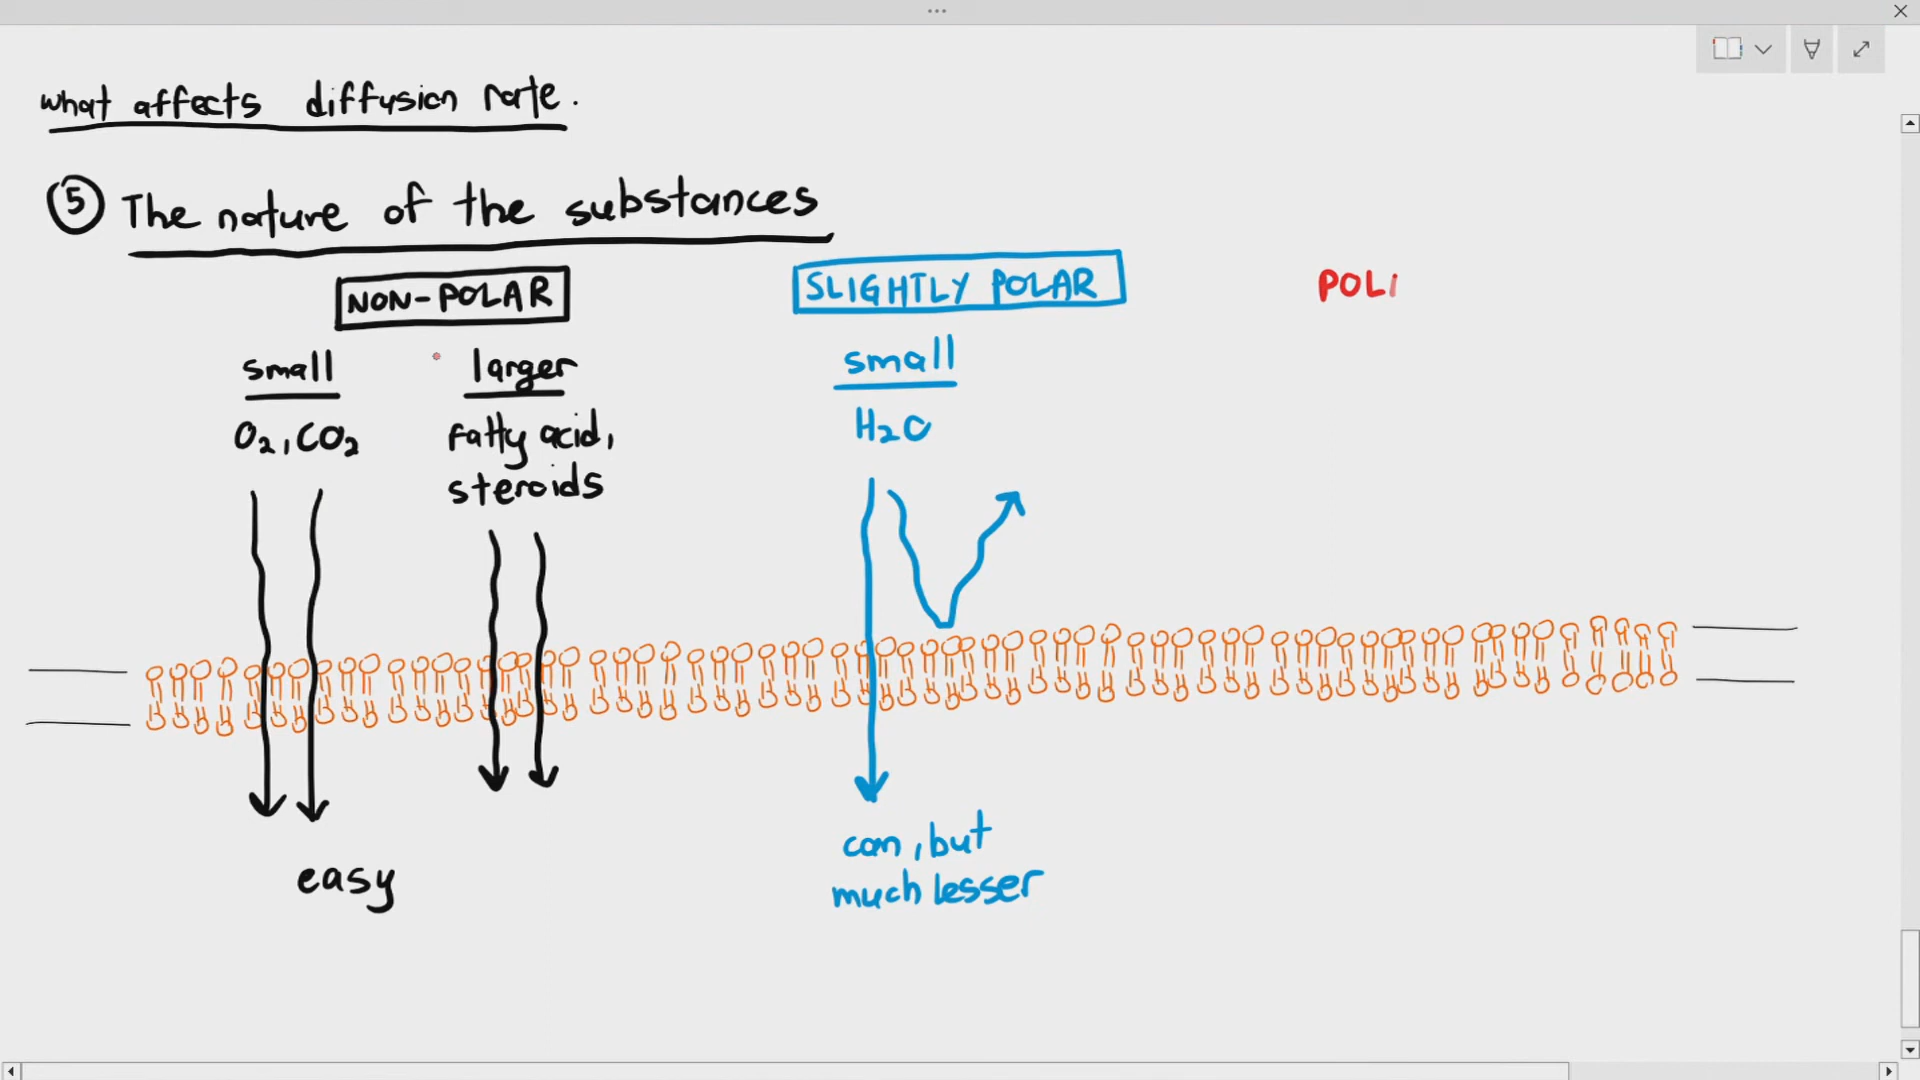 what affects diffusion rate.
⑤ The nature of the substances
NON-POLAR
small
O₂, CO₂
larger
fatty acid,
steroids
easy
SLIGHTLY POLAR
small
H₂O
can, but
much lesser
POL